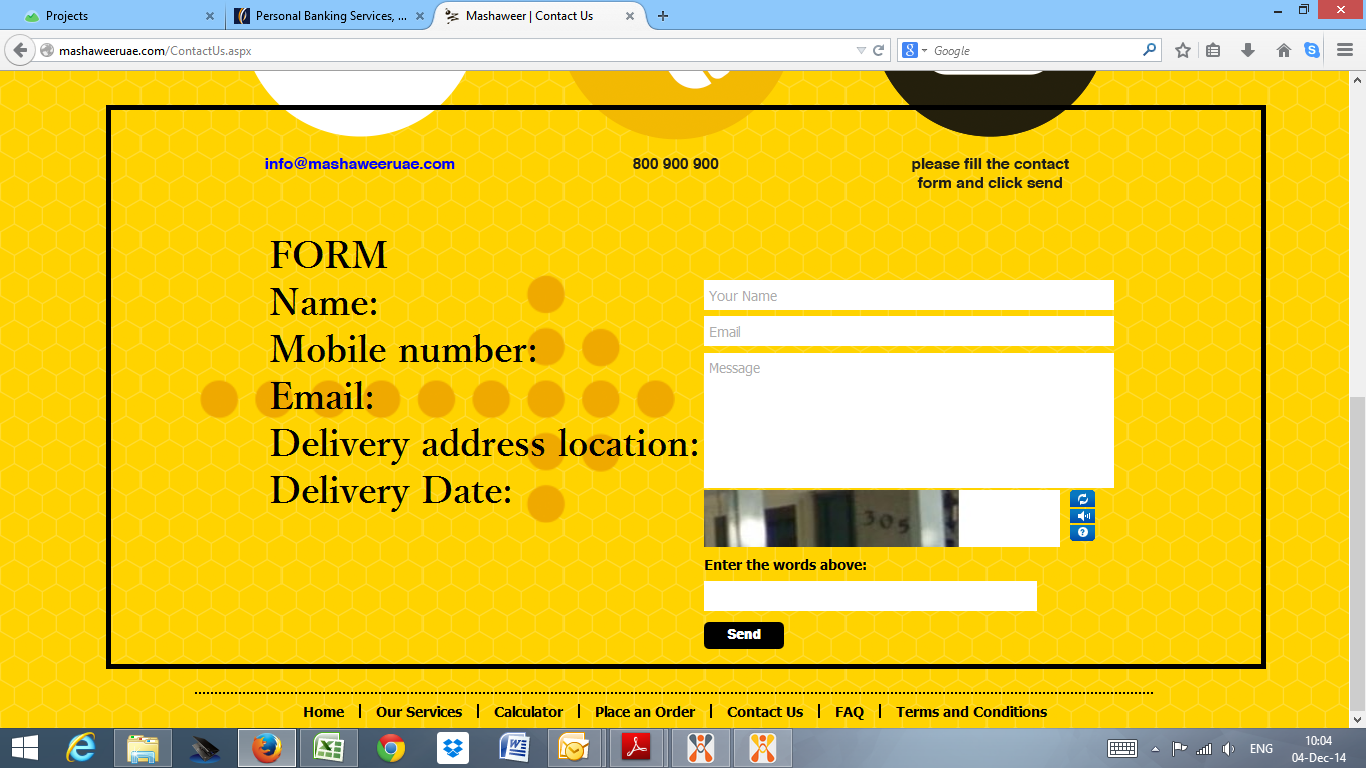 Projects
Personal Banking Services, ...
Mashaweer | Contact Us
mashaweeruae.com/ContactUs.aspx
Google
info@mashaweeruae.com
800 900 900
please fill the contact
form and click send
FORM
Name:
Mobile number:
Email:
Delivery address location:
Delivery Date:
Your Name
Email
Message
305
Enter the words above:
Send
Home | Our Services | Calculator | Place an Order | Contact Us | FAQ | Terms and Conditions
ENG
10:04
04-Dec-14